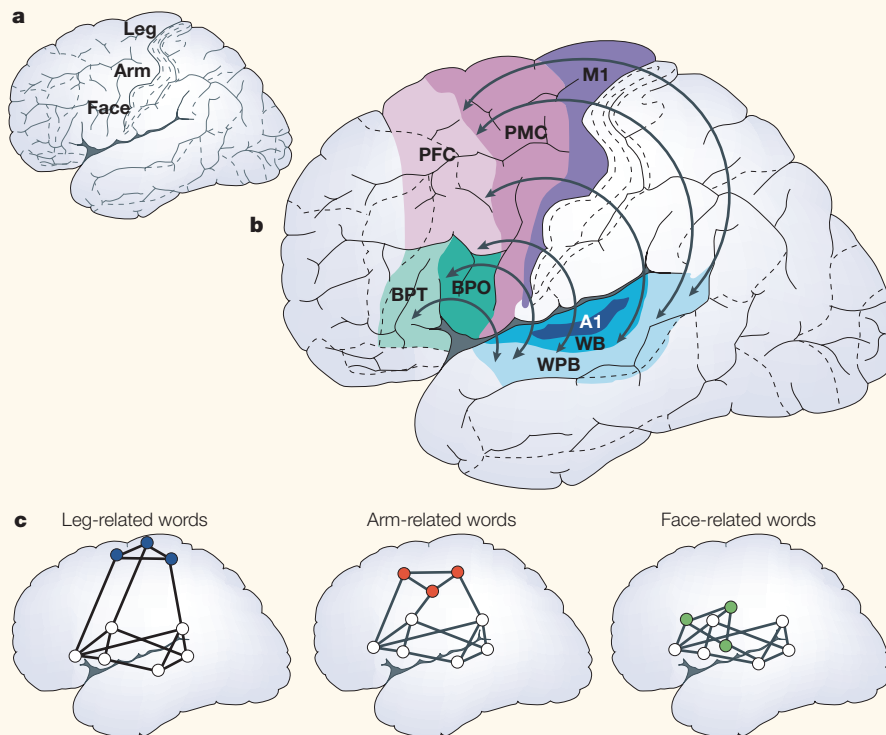 a
Leg
Arm
Face
b
M1
PMC
PFC
BPT
BPO
A1
WB
WPB
c
Leg-related words
Arm-related words
Face-related words